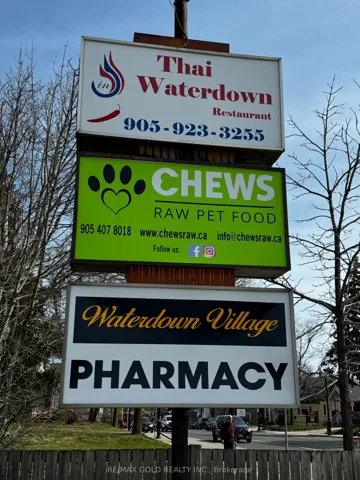 in
Thai
Waterdown
Restaurant
905-923-3255
CHEWS
RAW PET FOOD
905 407 8018 www.chewsraw.ca info@chewsraw.ca
Follow us:
Waterdown Village
PHARMACY
RE/MAX GOLD REALTY INC., Brokerage